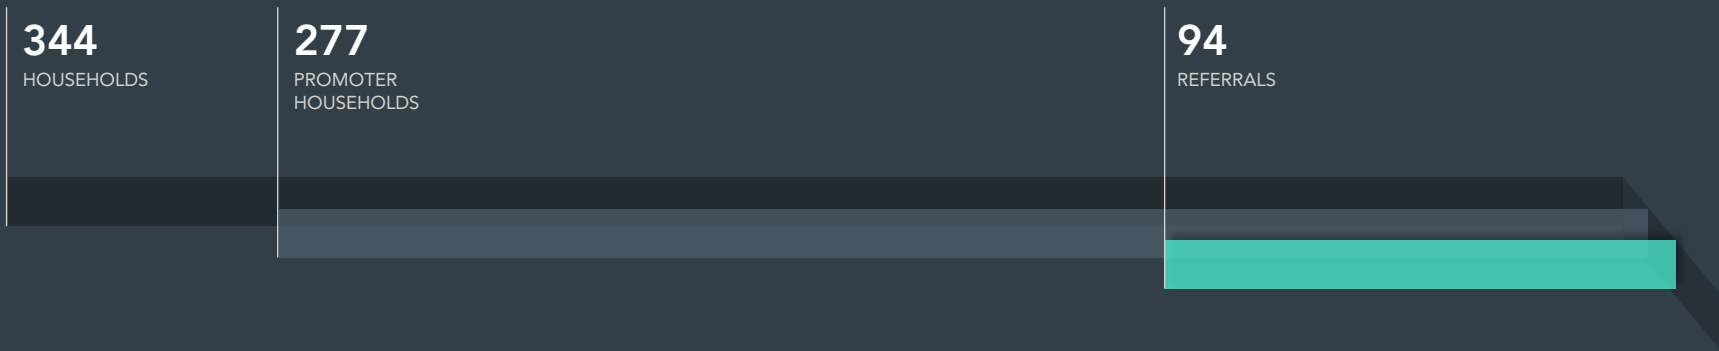 344
HOUSEHOLDS
277
PROMOTER
HOUSEHOLDS
94
REFERRALS